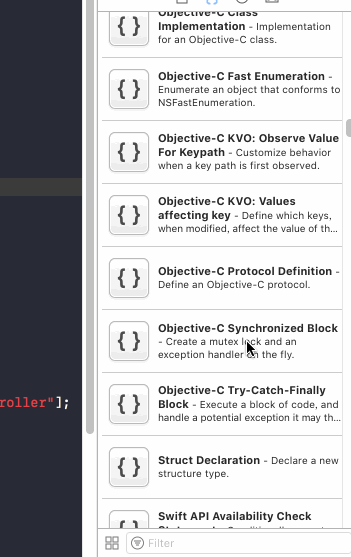 Objective-C Class
Implementation - Implementation
for an Objective-C class.
Objective-C Fast Enumeration -
Enumerate an object that conforms to
NSFastEnumeration.
Objective-C KVO: Observe Value
For Keypath - Customize behavior
when a key path is first observed.
Objective-C KVO: Values
affecting key - Define which keys,
when modified, affect the value of th...
Objective-C Protocol Definition -
Define an Objective-C protocol.
Objective-C Synchronized Block
- Create a mutex lock and an
exception handler on the fly.
roller"];
Objective-C Try-Catch-Finally
Block - Execute a block of code, and
handle a potential exception it may th...
Struct Declaration - Declare a new
structure type.
Swift API Availability Check
Filter